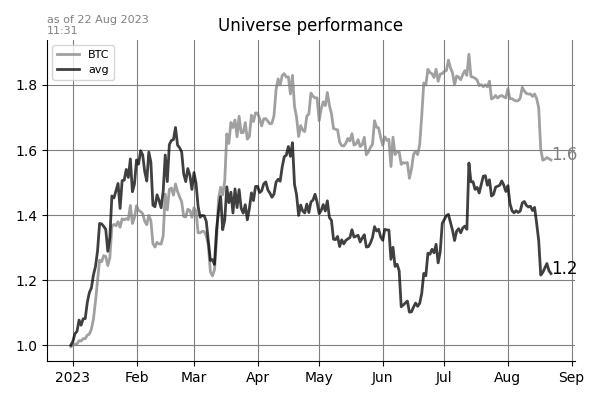 as of 22 Aug 2023
11:31
Universe performance
BTC
avg
1.8
1.6
1.4
1.2
1.0
1.6
1.2
2023 Feb Mar Apr May Jun Jul Aug Sep